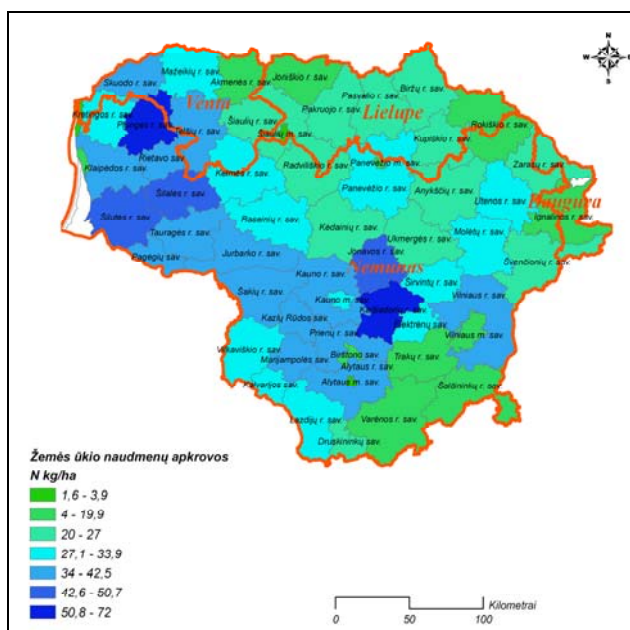 N
W E
S
Mažeikių r. sav.
Skuodo r. sav.
Akmenės r. sav.
Joniškio r. sav.
Biržų r. sav.
Pasvalio r. sav.
Pakruojo r. sav.
Venta
Lielupe
Kretingos r. sav.
Plungės r. sav.
Telšių r. sav.
Šiaulių r. sav.
Šiaulių m. sav.
Rokiškio r. sav.
Kupiškio r. sav.
Rietavo sav.
Klaipėdos r. sav.
Kelmės r. sav.
Radviliškio r. sav.
Panevėžio m. sav.
Zarasų r. sav.
Panevėžio r. sav.
Anykščių r. sav.
Utenos r. sav.
Dauguva
Ignalinos r. sav.
Šilalės r. sav.
Šilutės r. sav.
Raseinių r. sav.
Kėdainių r. sav.
Ukmergės r. sav.
Molėtų r. sav.
Švenčionių r. sav.
Tauragės r. sav.
Pagėgių sav.
Jurbarko r. sav.
Jonavos r. sav.
Nemunas
Širvintų r. sav.
Kauno r. sav.
Šakių r. sav.
Kauno m. sav.
Vilniaus r. sav.
Kazlų Rūdos sav.
Elektrėnų sav.
Prienų r. sav.
Vilniaus m. sav.
Vilkaviškio r. sav.
Marijampolės sav.
Birštono sav.
Trakų r. sav.
Alytaus r. sav.
Kalvarijos sav.
Alytaus m. sav.
Šalčininkų r. sav.
Lazdijų r. sav.
Varėnos r. sav.
Druskininkų sav.
Žemės ūkio naudmenų apkrovos
N kg/ha
1,6 - 3,9
4 - 19,9
20 - 27
27,1 - 33,9
34 - 42,5
42,6 - 50,7
50,8 - 72
Kilometrai
0 50 100